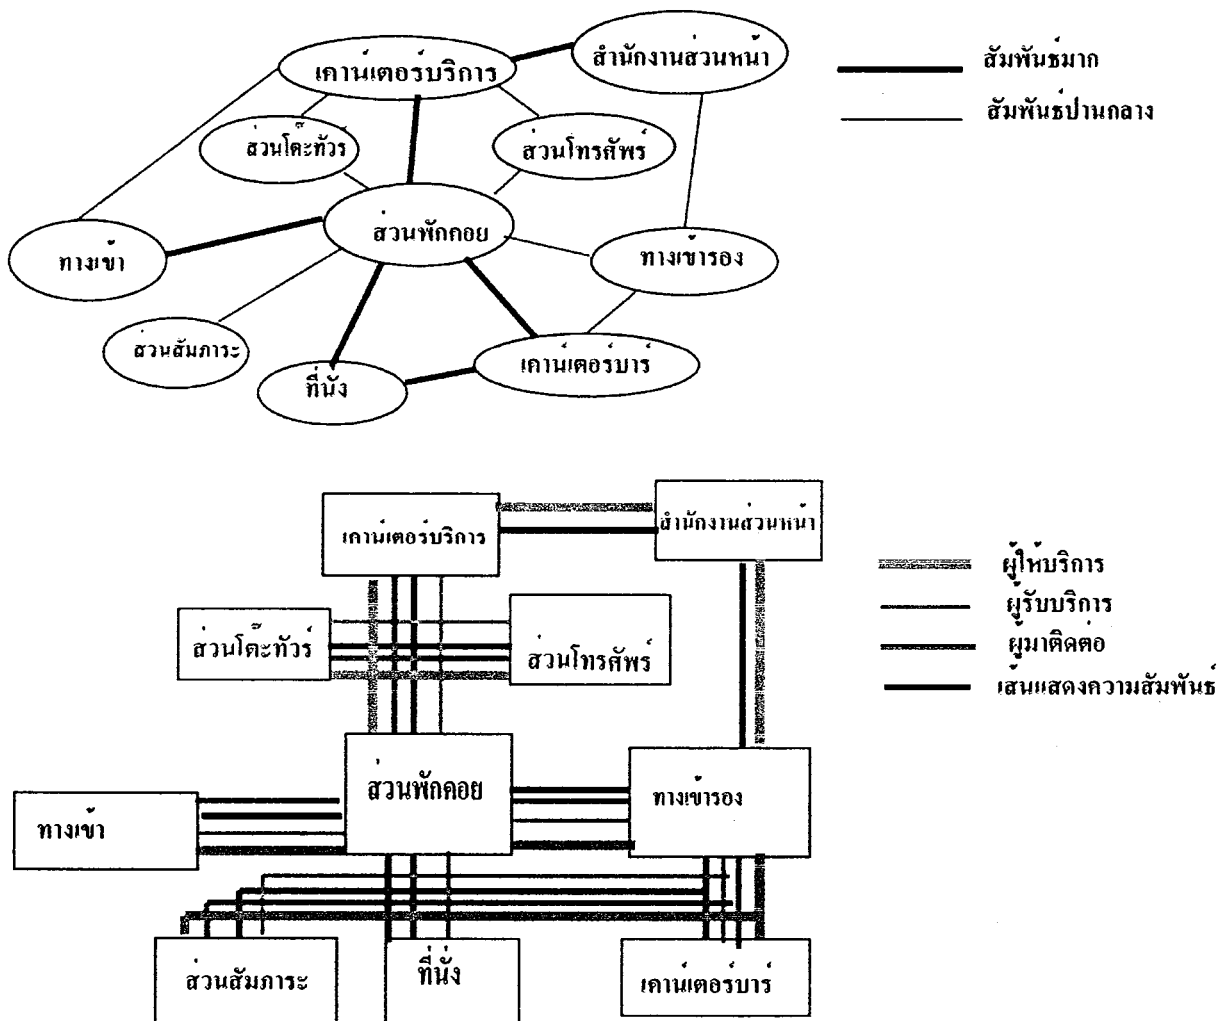 สำนักงานส่วนหน้า
เคาน์เตอร์บริการ
สัมพันธ์มาก
สัมพันธ์ปานกลาง
ส่วนโต๊ะทัวร์
ส่วนโทรศัพร์
ส่วนพักคอย
ทางเข้า
ทางเข้ารอง
ส่วนสัมภาระ
ที่นั่ง
เคาน์เตอร์บาร์
เคาน์เตอร์บริการ
สำนักงานส่วนหน้า
ผู้ให้บริการ
ผู้รับบริการ
ผู้มาติดต่อ
เส้นแสดงความสัมพันธ์
ส่วนโต๊ะทัวร์
ส่วนโทรศัพร์
ส่วนพักคอย
ทางเข้ารอง
ทางเข้า
ส่วนสัมภาระ
ที่นั่ง
เคาน์เตอร์บาร์